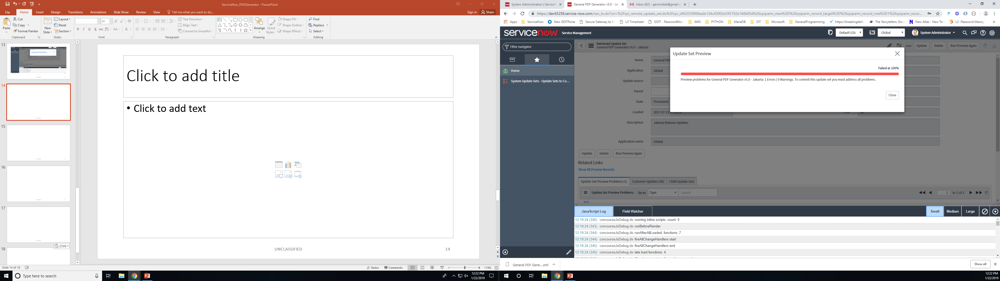 ServiceNow_PDGGenerator - PowerPoint
File Home Insert Design Transitions Animations Slide Show Review View Tell me what you want to do... Sign in Share
Paste
Cut
Copy
Format Painter
Clipboard
New
Slide
Layout
Reset
Section
Slides
44
Font
Text Direction
Align Text
Convert to SmartArt
Paragraph
Arrange
Quick
Styles
Shape Fill
Shape Outline
Shape Effects
Drawing
Find
Replace
Select
Editing
13
14
15
16
17
(Ctrl)
18
Click to add title
• Click to add text
UNCLASSIFIED
14
Slide 14 of 18
Notes Comments 115%
Type here to search
12:22 PM
1/22/2019
System Administration | ServiceN
General PDF Generator v5.0 - Jak
Inbox (62) - genmoltek@gmail.c
https://dev65258.service-now.com/nav_to.do?uri=%2Fsys_remote_update_set.do%3Fsys_id%3D3900bede134c43002e593192e144b05d%26sysparm_view%3D%26sysparm_record_target%3D%26sysparm_record_row%3D1%26sysparm_recor...
Apps ServiceNow New GDITPorta Secure Gateway to N L3 Timesheet GDIT - PasswordMan AWS PYTHON MariaDB GIT Microsoft GeneralProgramming https://breakingdefe The Storytellers: Dece New Atlas - New Tec L3 -Password Manag
servicenow Service Management
Default [Glc Global System Administrator
Filter navigator
Home
System Update Sets - Update Sets to Co...
Retrieved Update Set
General PDF Generator v5.0 - Jakarta
Update Delete Run Preview Again
Update Set Preview
Failed at 100%
Preview problems for General PDF Generator v5.0 - Jakarta: 1 Errors | 0 Warnings. To commit this update set you must address all problems.
Close
Name General PD
Application Global
Update source
Parent
State Previewed
Loaded 2017-07-21
Description Jakarta Release Updates
Application name Global
Update Delete Run Preview Again
Related Links
Show All Preview Records
Update Set Preview Problems (1) Customer Updates (96) Child Update Sets
Update Set Preview Problems Go to Type Search 1 to 1 of 1
JavaScript Log Field Watcher Small Medium Large
12:19:24 (340) concourseJsDebug.do running inline scripts, count: 0
12:19:24 (343) concourseJsDebug.do runBeforeRender
12:19:24 (344) concourseJsDebug.do runAfterAllLoaded, functions: 7
12:19:24 (344) concourseJsDebug.do fireAllChangeHandlers start
12:19:24 (345) concourseJsDebug.do fireAllChangeHandlers end
12:19:24 (345) concourseJsDebug.do late load functions: 4
General PDF Gene....xml
Show all
12:22 PM
1/22/2019